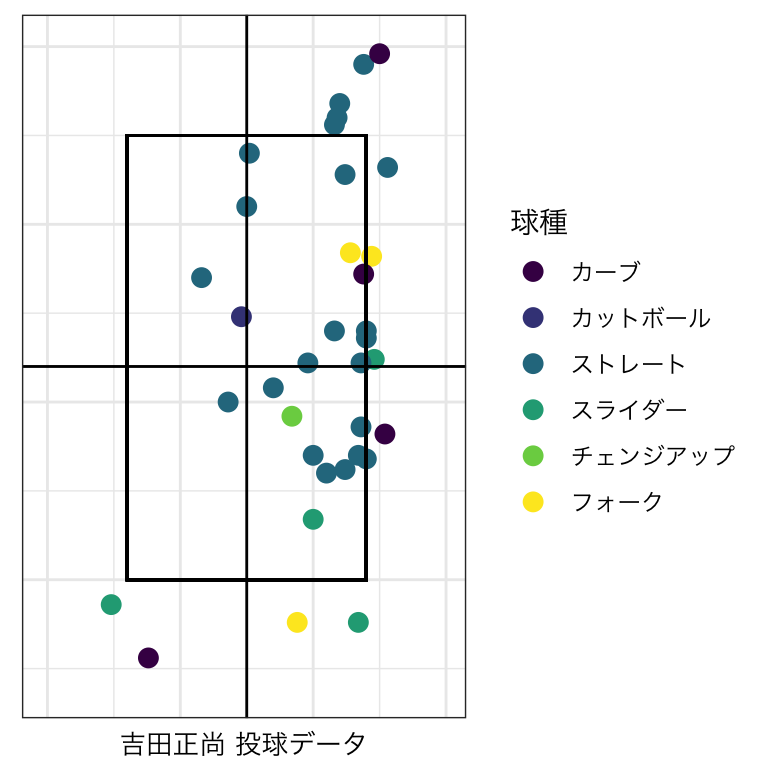 球種
カーブ
カットボール
ストレート
スライダー
チェンジアップ
フォーク
吉田正尚 投球データ